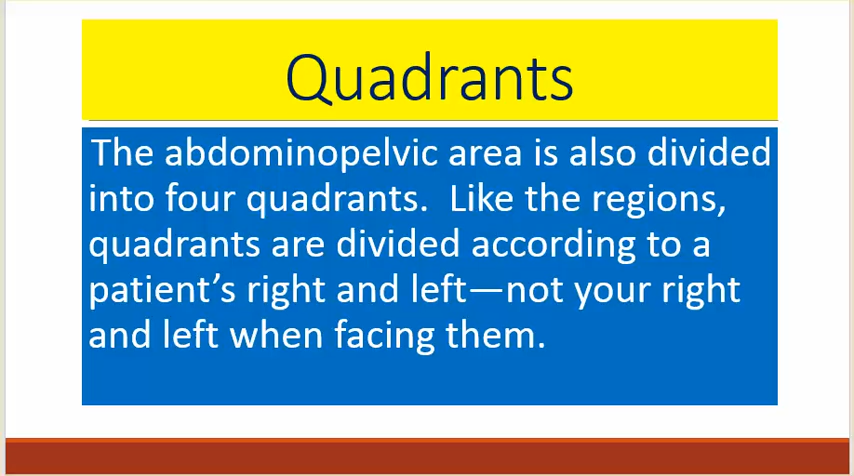 Quadrants
The abdominopelvic area is also divided
into four quadrants.  Like the regions,
quadrants are divided according to a
patient’s right and left—not your right
and left when facing them.